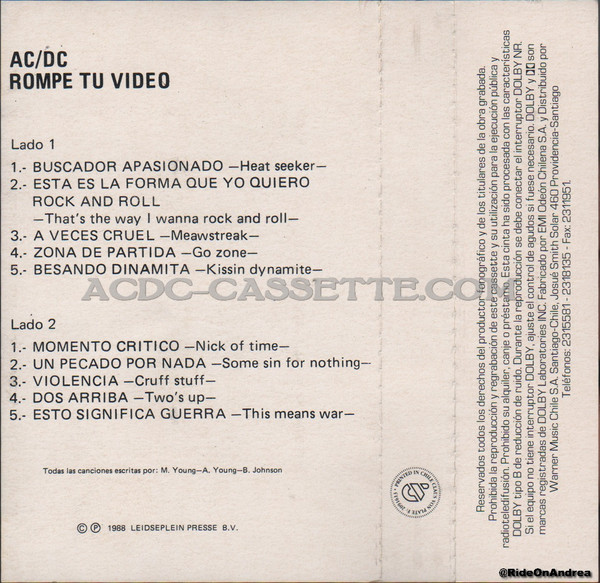 AC/DC
ROMPE TU VIDEO
Lado 1
1.- BUSCADOR APASIONADO —Heat seeker—
2.- ESTA ES LA FORMA QUE YO QUIERO
ROCK AND ROLL
—That's the way I wanna rock and roll—
3.- A VECES CRUEL —Meawstreak—
4.- ZONA DE PARTIDA —Go zone—
5.- BESANDO DINAMITA —Kissin dynamite—
ACDC-CASSETTE.COM
Lado 2
1.- MOMENTO CRITICO —Nick of time—
2.- UN PECADO POR NADA —Some sin for nothing—
3.- VIOLENCIA —Cruff stuff—
4.- DOS ARRIBA —Two's up—
5.- ESTO SIGNIFICA GUERRA —This means war—
Todas las canciones escritas por: M. Young—A. Young—B. Johnson
© ℗ 1988 LEIDSEPLEIN PRESSE B.V.
PRINTED IN CHILE
Reservados todos los derechos del productor fonográfico y de los titulares de la obra grabada.
Prohibida la reproducción y regrabación de este cassette y su utilización para la ejecución pública y
radioteledifusión. Prohibido su alquiler, canje o préstamo. Esta cinta ha sido procesada con las características
DOLBY tipo B de reducción de ruido. Durante la reproducción se debe conectar el interruptor DOLBY NR.
Si el equipo no tiene interruptor DOLBY, ajuste el control de agudos si fuese necesario. DOLBY y son
marcas registradas de DOLBY Laboratories INC. Fabricado por EMI Odeón Chilena S.A. y Distribuido por
Warner Music Chile S.A. Santiago-Chile, Josué Smith Solar 460 Providencia-Santiago
Teléfonos: 2315581 - 2318135 - Fax: 2311951.
@RideOnAndrea